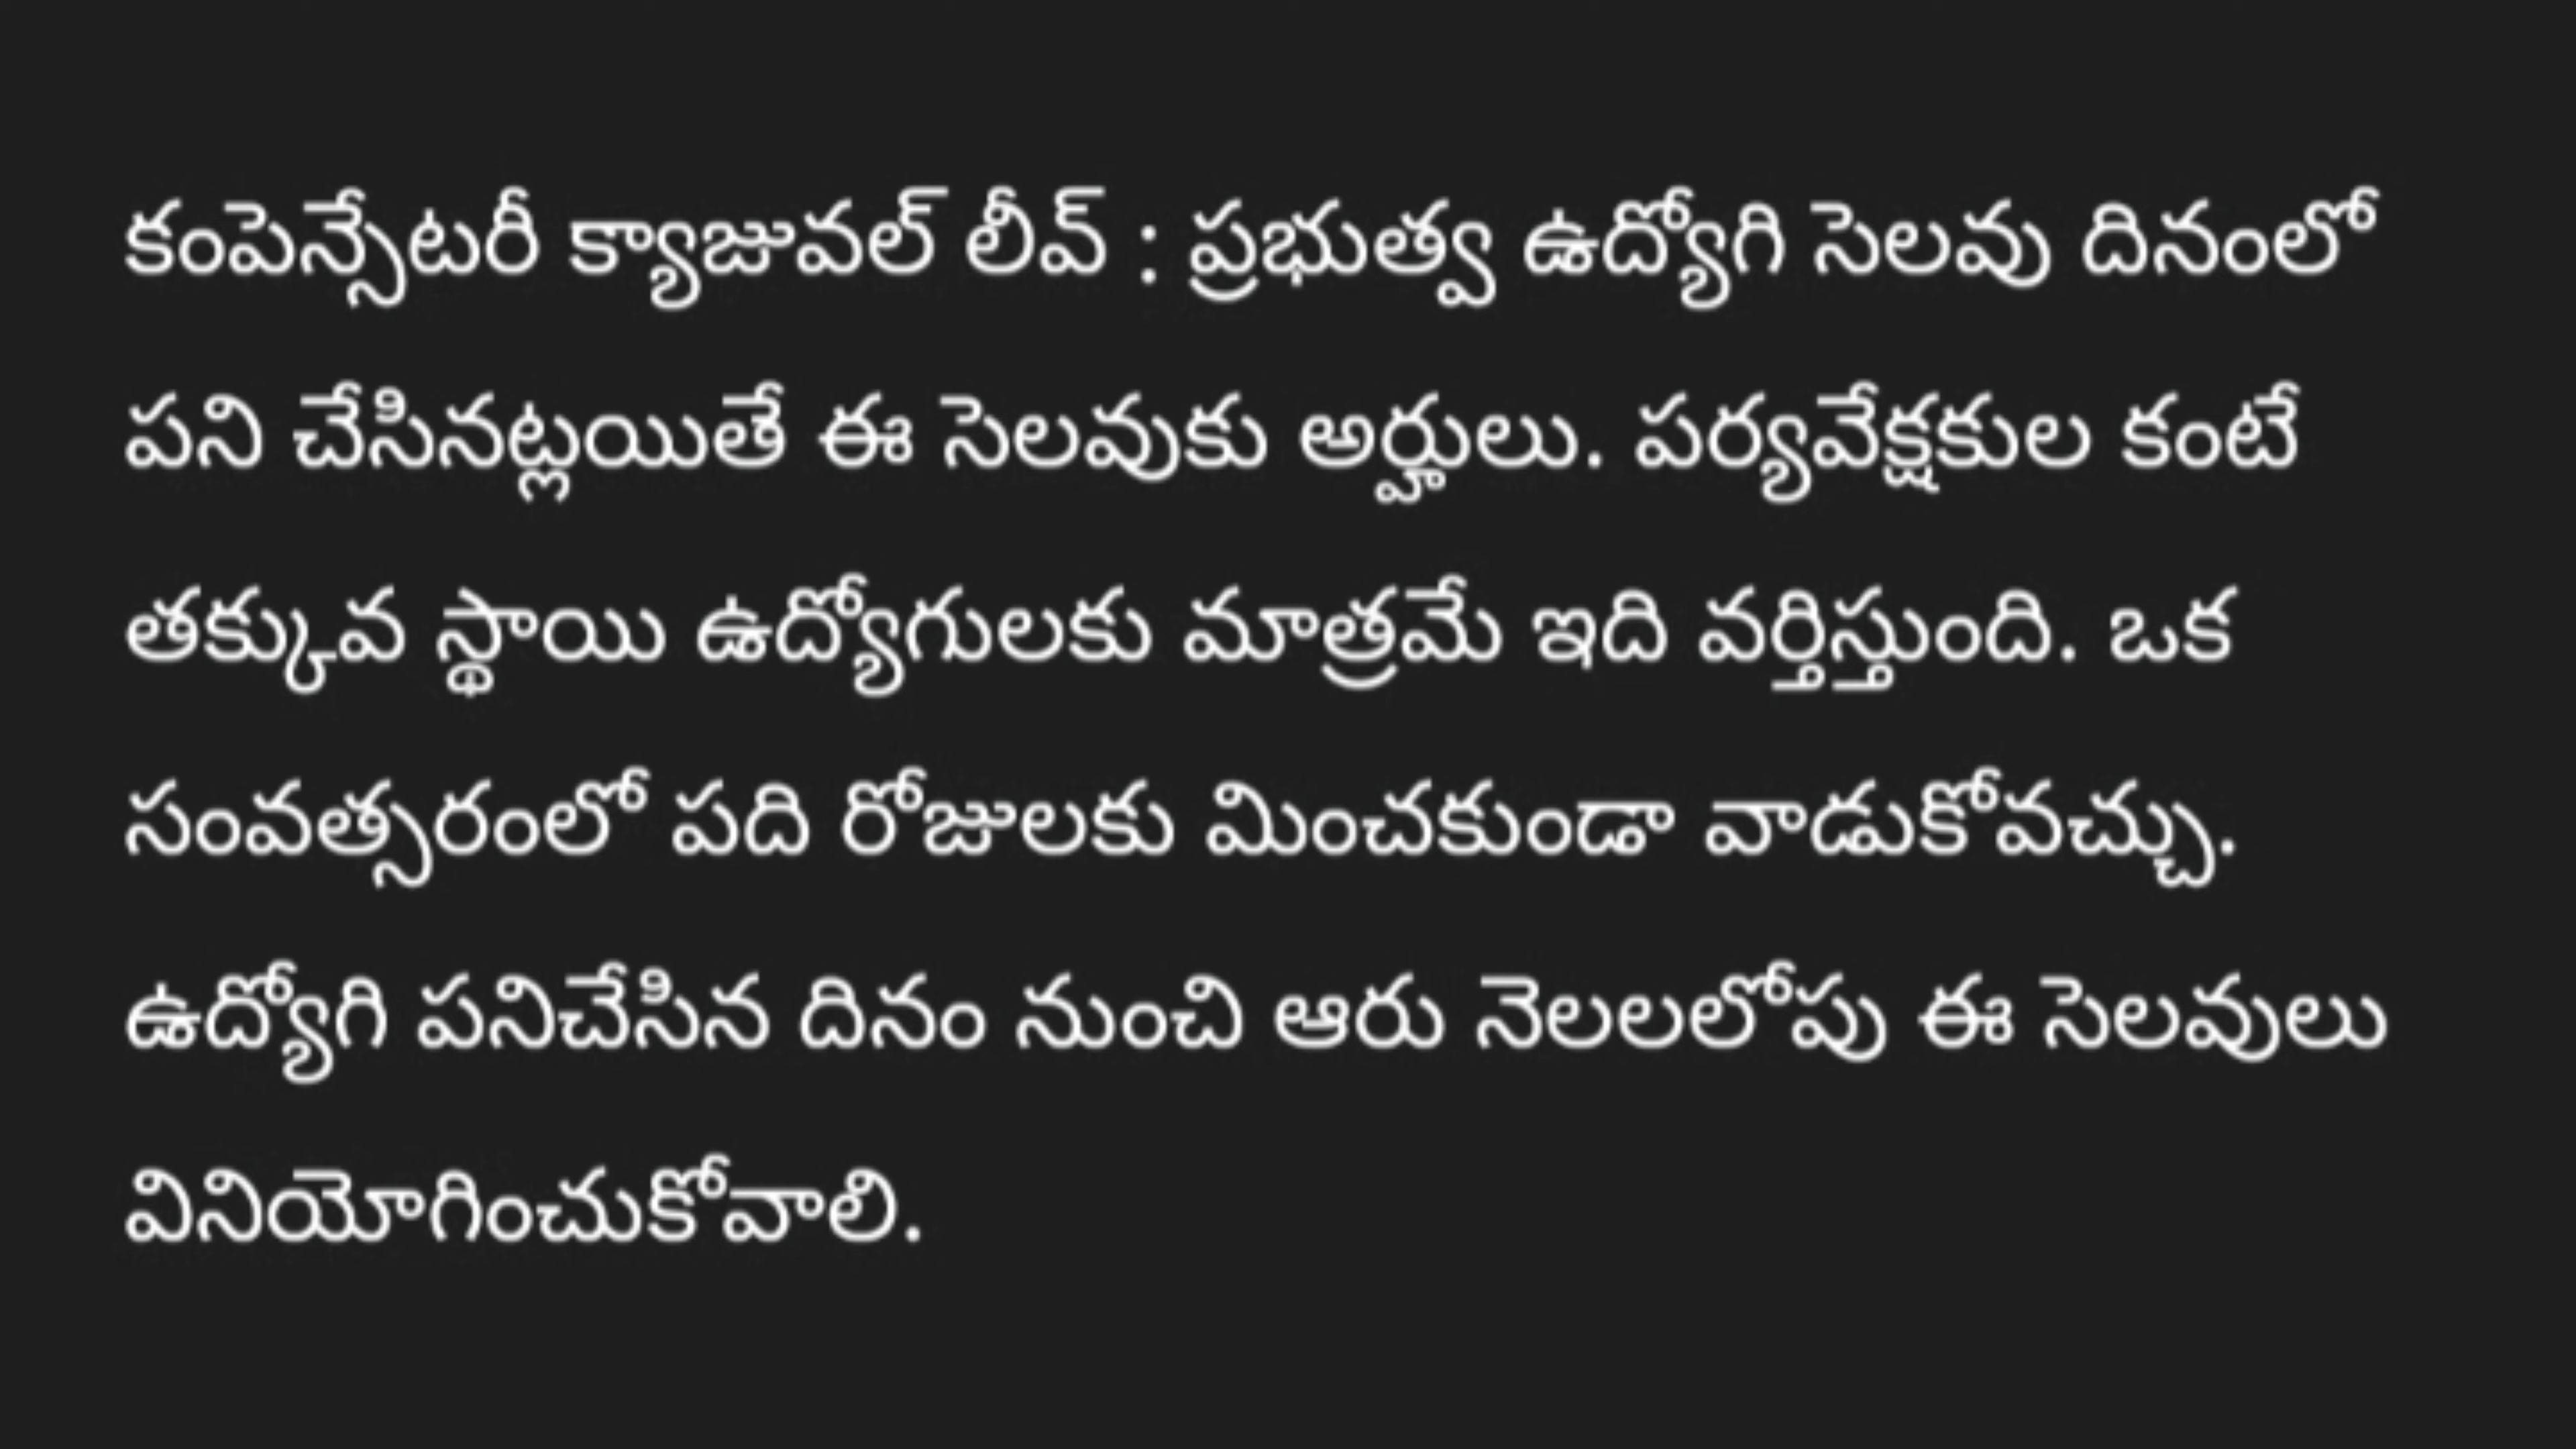 కంపెన్సేటరీ క్యాజువల్ లీవ్ : ప్రభుత్వ ఉద్యోగి సెలవు దినంలో
పని చేసినట్లయితే ఈ సెలవుకు అర్హులు. పర్యవేక్షకుల కంటే
తక్కువ స్థాయి ఉద్యోగులకు మాత్రమే ఇది వర్తిస్తుంది. ఒక
సంవత్సరంలో పది రోజులకు మించకుండా వాడుకోవచ్చు.
ఉద్యోగి పనిచేసిన దినం నుంచి ఆరు నెలలలోపు ఈ సెలవులు
వినియోగించుకోవాలి.